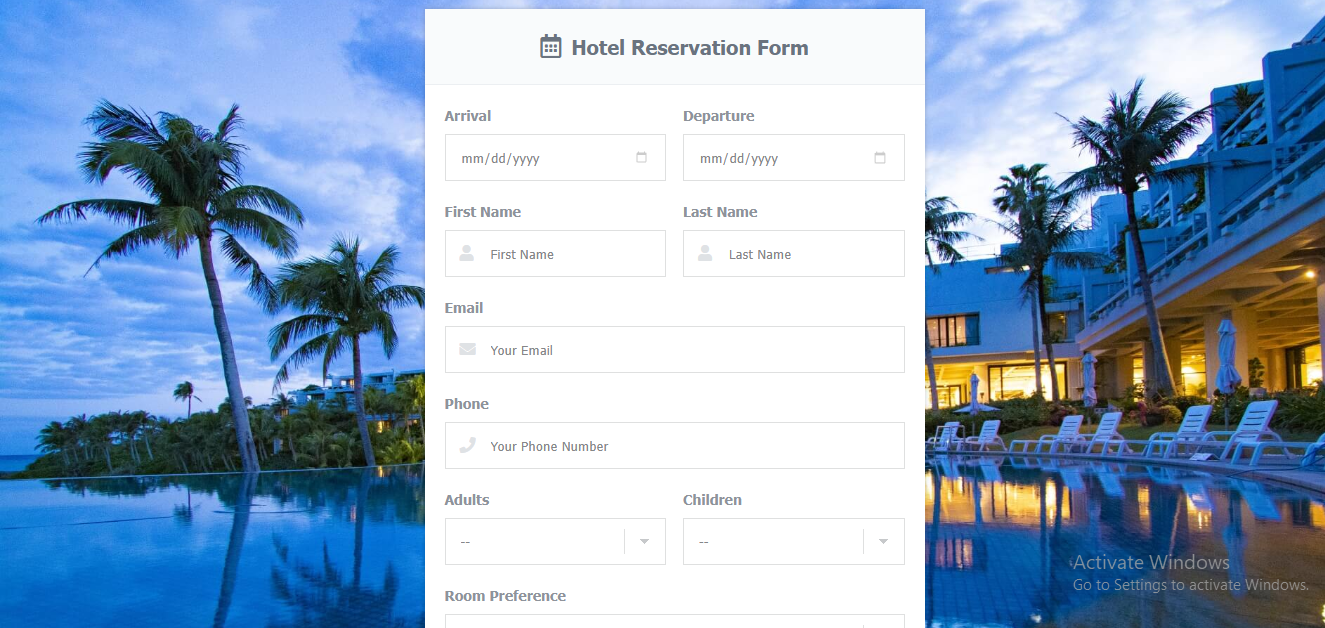 Hotel Reservation Form
Arrival Departure
mm/dd/yyyy mm/dd/yyyy
First Name Last Name
First Name Last Name
Email
Your Email
Phone
Your Phone Number
Adults Children
-- --
Room Preference
Activate Windows
Go to Settings to activate Windows.